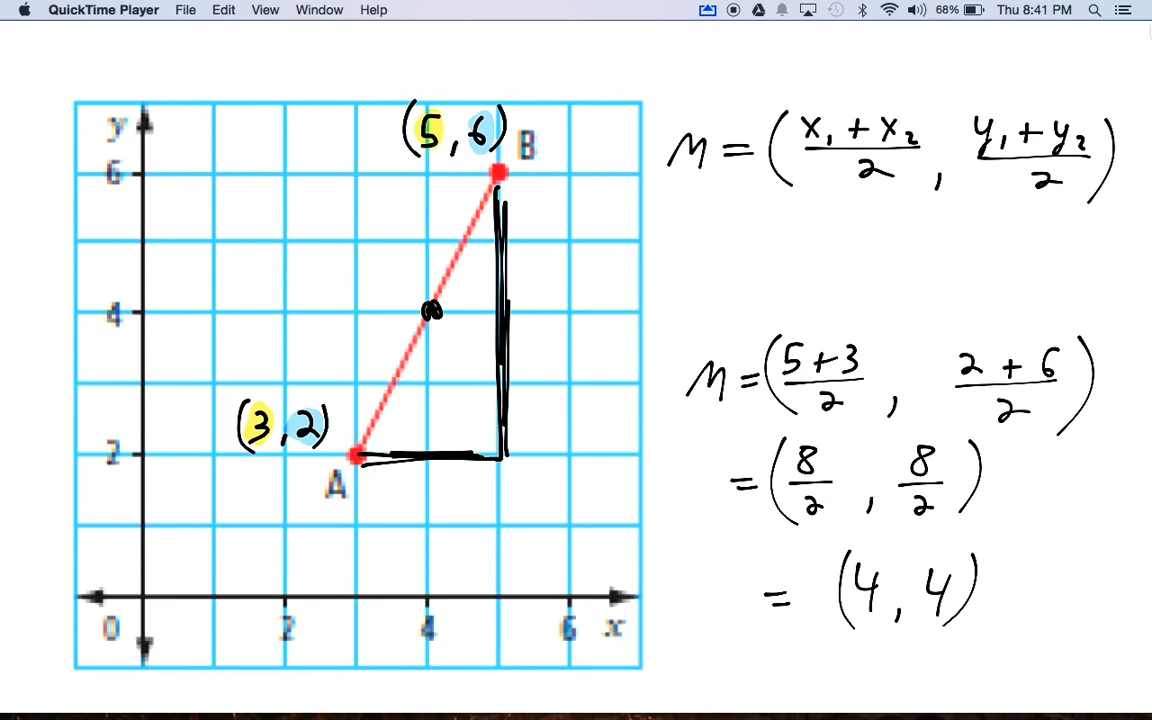 QuickTime Player File Edit View Window Help 68% Thu 8:41 PM
y (5, 6) B
6
4
(3, 2)
2
A
0 2 4 6 x
M = (x₁ + x₂ / 2, y₁ + y₂ / 2)
M = (5 + 3 / 2, 2 + 6 / 2)
= (8 / 2, 8 / 2)
= (4, 4)